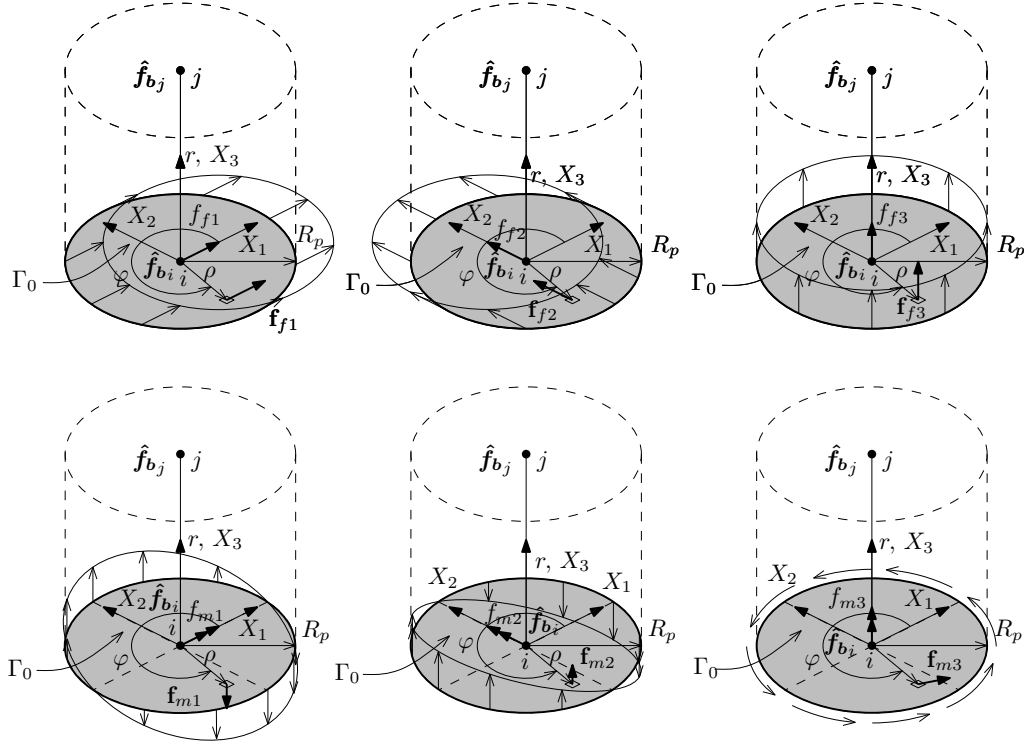 f̂_bj j f̂_bj j f̂_bj j
r, X₃ r, X₃ r, X₃
X₂ f_f1 X₂ f_f2 X₂ f_f3
X₁ R_p X₁ R_p X₁ R_p
Γ₀ φ f̂_bi i ρ Γ₀ φ f̂_bi i ρ Γ₀ φ f̂_bi i ρ
f_f1 f_f2 f_f3
f̂_bj j f̂_bj j f̂_bj j
r, X₃ r, X₃ r, X₃
X₂ f̂_bi f_m1 X₂ f_m2 X₁ X₂ f_m3 X₁
i X₁ R_p f̂_bi R_p f̂_bi R_p
Γ₀ φ ρ Γ₀ φ i ρ Γ₀ φ i ρ
f_m1 f_m2 f_m3